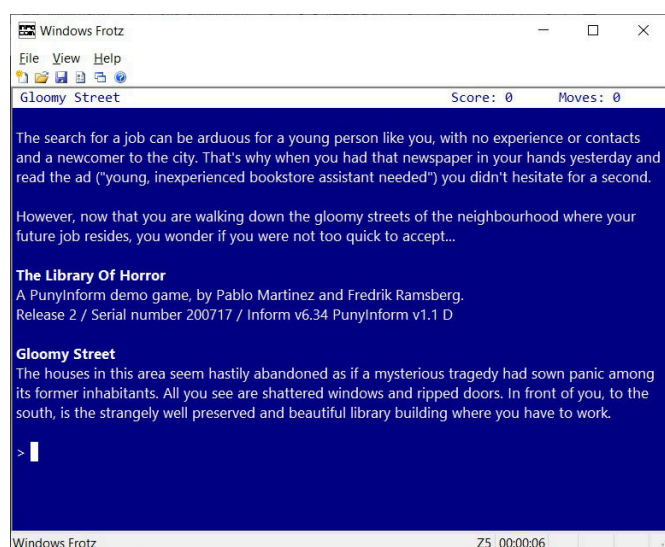 Windows Frotz
File View Help
Gloomy Street Score: 0 Moves: 0
The search for a job can be arduous for a young person like you, with no experience or contacts
and a newcomer to the city. That's why when you had that newspaper in your hands yesterday and
read the ad ("young, inexperienced bookstore assistant needed") you didn't hesitate for a second.
However, now that you are walking down the gloomy streets of the neighbourhood where your
future job resides, you wonder if you were not too quick to accept...
The Library Of Horror
A PunyInform demo game, by Pablo Martinez and Fredrik Ramsberg.
Release 2 / Serial number 200717 / Inform v6.34 PunyInform v1.1 D
Gloomy Street
The houses in this area seem hastily abandoned as if a mysterious tragedy had sown panic among
its former inhabitants. All you see are shattered windows and ripped doors. In front of you, to the
south, is the strangely well preserved and beautiful library building where you have to work.
>
Windows Frotz Z5 00:00:06